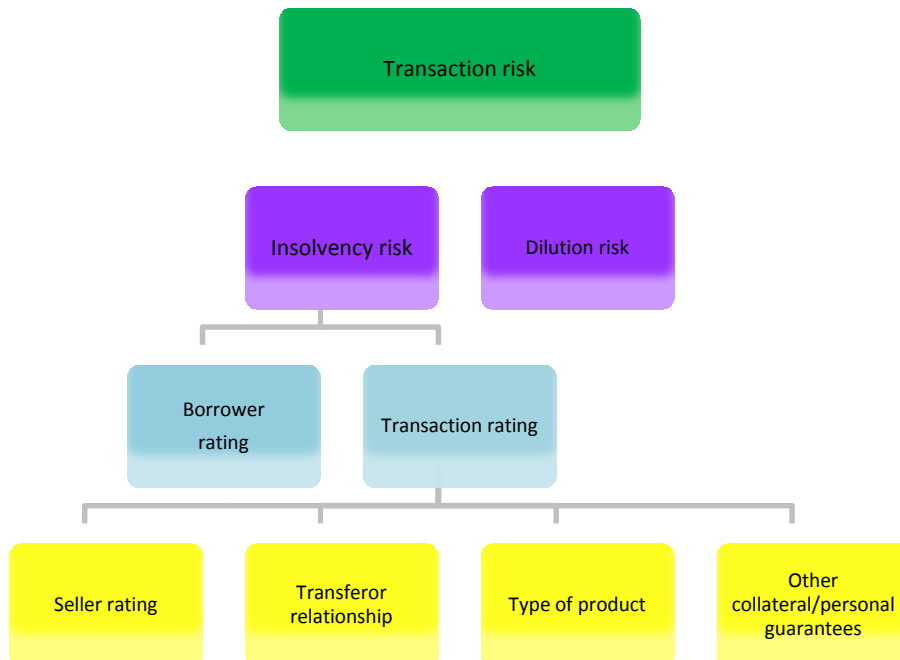 Transaction risk
Insolvency risk
Dilution risk
Borrower
rating
Transaction rating
Seller rating
Transferor
relationship
Type of product
Other
collateral/personal
guarantees